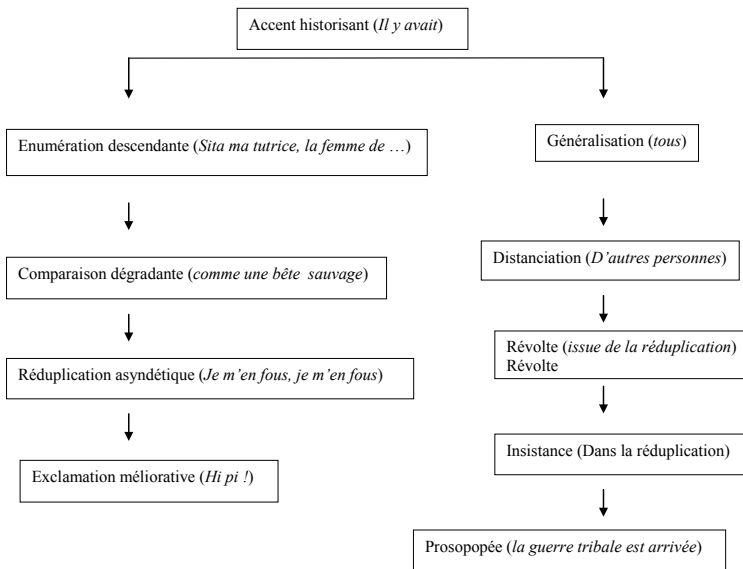 Accent historisant (Il y avait)
Enumération descendante (Sita ma tutrice, la femme de …)
Comparaison dégradante (comme une bête sauvage)
Réduplication asyndétique (Je m’en fous, je m’en fous)
Exclamation méliorative (Hi pi !)
Généralisation (tous)
Distanciation (D’autres personnes)
Révolte (issue de la réduplication)
Révolte
Insistance (Dans la réduplication)
Prosopopée (la guerre tribale est arrivée)